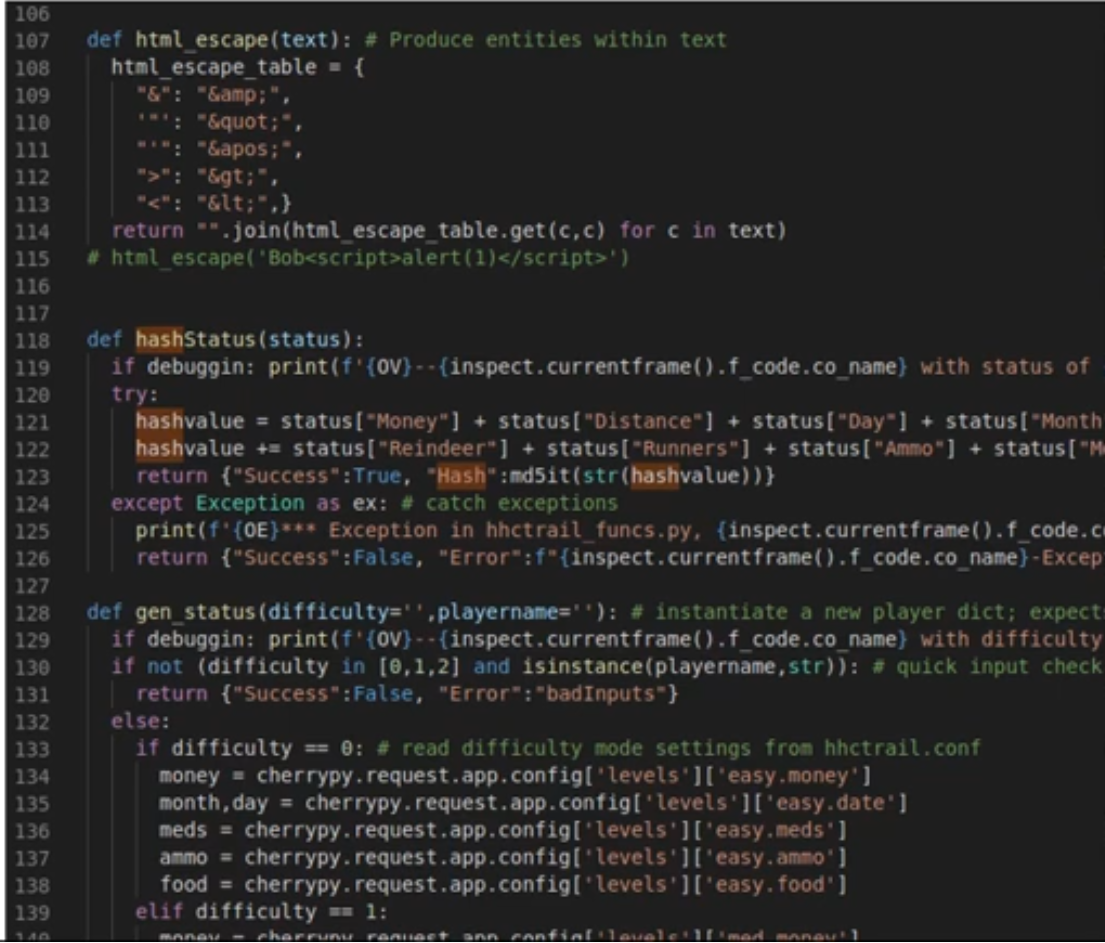 106
107 def html_escape(text): # Produce entities within text
108 html_escape_table = {
109 "&": "&amp;",
110 '"': "&quot;",
111 "'": "&apos;",
112 ">": "&gt;",
113 "<": "&lt;",}
114 return "".join(html_escape_table.get(c,c) for c in text)
115 # html_escape('Bob<script>alert(1)</script>')
116
117
118 def hashStatus(status):
119 if debuggin: print(f'{OV}--{inspect.currentframe().f_code.co_name} with status of
120 try:
121 hashvalue = status["Money"] + status["Distance"] + status["Day"] + status["Month
122 hashvalue += status["Reindeer"] + status["Runners"] + status["Ammo"] + status["M
123 return {"Success":True, "Hash":md5it(str(hashvalue))}
124 except Exception as ex: # catch exceptions
125 print(f'{OE}*** Exception in hhctrail_funcs.py, {inspect.currentframe().f_code.c
126 return {"Success":False, "Error":f"{inspect.currentframe().f_code.co_name}-Excep
127
128 def gen_status(difficulty='',playername=''): # instantiate a new player dict; expect
129 if debuggin: print(f'{OV}--{inspect.currentframe().f_code.co_name} with difficulty
130 if not (difficulty in [0,1,2] and isinstance(playername,str)): # quick input check
131 return {"Success":False, "Error":"badInputs"}
132 else:
133 if difficulty == 0: # read difficulty mode settings from hhctrail.conf
134 money = cherrypy.request.app.config['levels']['easy.money']
135 month,day = cherrypy.request.app.config['levels']['easy.date']
136 meds = cherrypy.request.app.config['levels']['easy.meds']
137 ammo = cherrypy.request.app.config['levels']['easy.ammo']
138 food = cherrypy.request.app.config['levels']['easy.food']
139 elif difficulty == 1:
140 money = cherrypy.request.app.config['levels']['med.money']